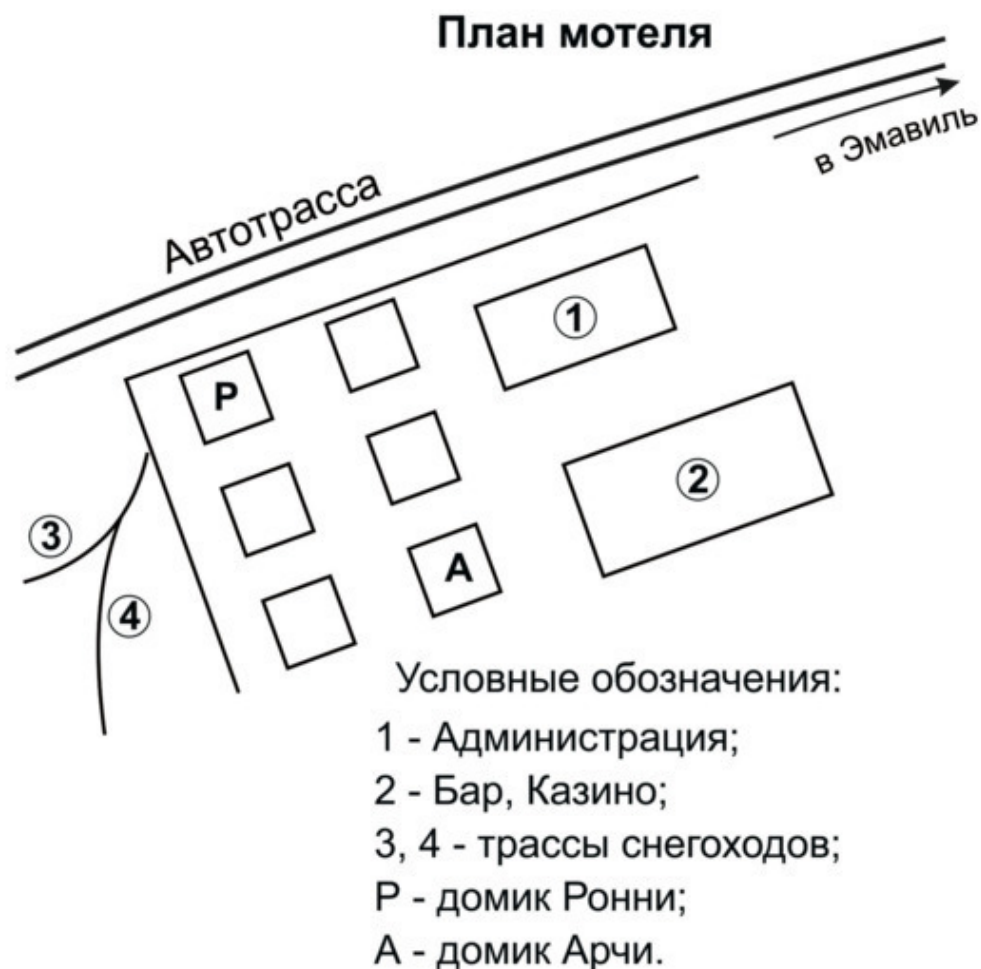 План мотеля
в Эмавиль
Автотрасса
1
Р
2
3
А
4
Условные обозначения:
1 - Администрация;
2 - Бар, Казино;
3, 4 - трассы снегоходов;
Р - домик Ронни;
А - домик Арчи.